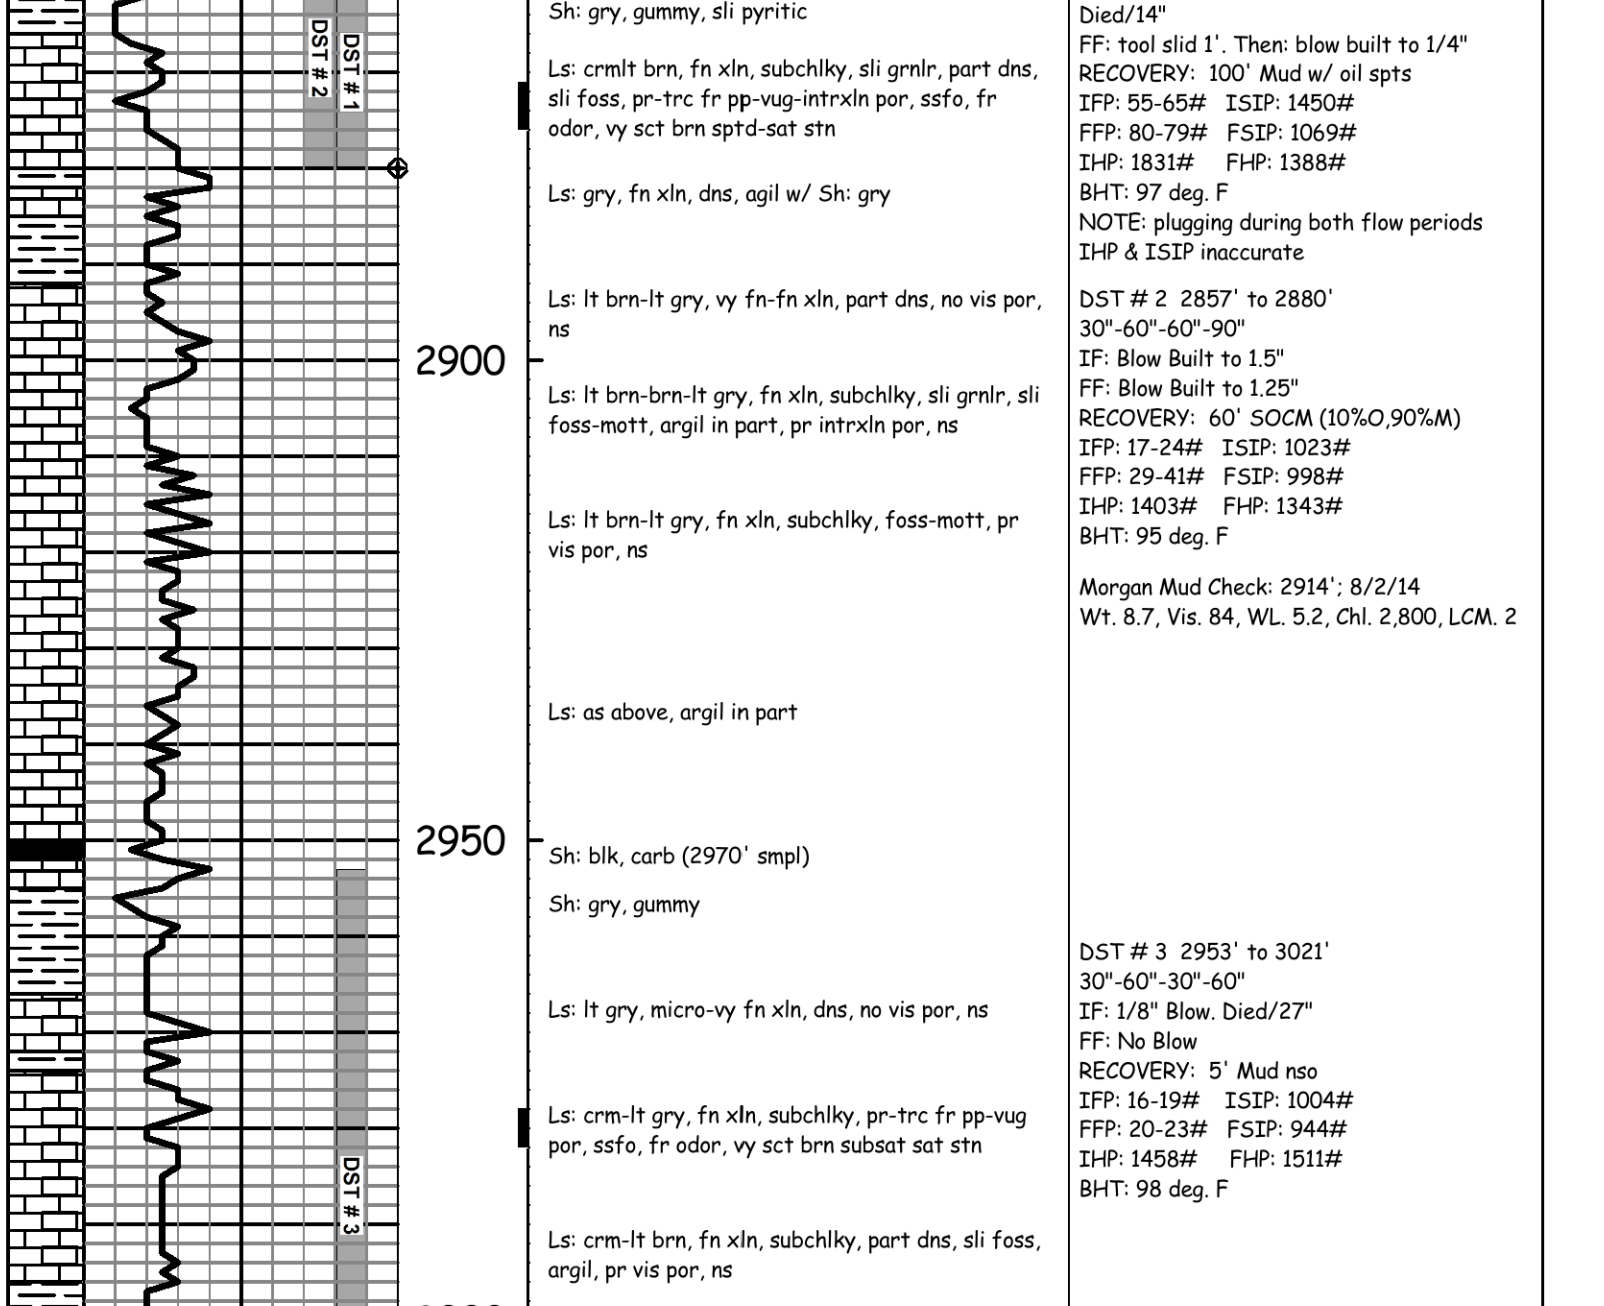 DST # 1
DST # 2
Sh: gry, gummy, sli pyritic
Ls: crmlt brn, fn xln, subchlky, sli grnlr, part dns,
sli foss, pr-trc fr pp-vug-intrxln por, ssfo, fr
odor, vy sct brn sptd-sat stn
Ls: gry, fn xln, dns, agil w/ Sh: gry
Ls: lt brn-lt gry, vy fn-fn xln, part dns, no vis por,
ns
2900
Ls: lt brn-brn-lt gry, fn xln, subchlky, sli grnlr, sli
foss-mott, argil in part, pr intrxln por, ns
Ls: lt brn-lt gry, fn xln, subchlky, foss-mott, pr
vis por, ns
Ls: as above, argil in part
2950
Sh: blk, carb (2970' smpl)
Sh: gry, gummy
Ls: lt gry, micro-vy fn xln, dns, no vis por, ns
Ls: crm-lt gry, fn xln, subchlky, pr-trc fr pp-vug
por, ssfo, fr odor, vy sct brn subsat sat stn
DST # 3
Ls: crm-lt brn, fn xln, subchlky, part dns, sli foss,
argil, pr vis por, ns
Died/14"
FF: tool slid 1'. Then: blow built to 1/4"
RECOVERY: 100' Mud w/ oil spts
IFP: 55-65# ISIP: 1450#
FFP: 80-79# FSIP: 1069#
IHP: 1831# FHP: 1388#
BHT: 97 deg. F
NOTE: plugging during both flow periods
IHP & ISIP inaccurate
DST # 2 2857' to 2880'
30"-60"-60"-90"
IF: Blow Built to 1.5"
FF: Blow Built to 1.25"
RECOVERY: 60' SOCM (10%O,90%M)
IFP: 17-24# ISIP: 1023#
FFP: 29-41# FSIP: 998#
IHP: 1403# FHP: 1343#
BHT: 95 deg. F
Morgan Mud Check: 2914'; 8/2/14
Wt. 8.7, Vis. 84, WL. 5.2, Chl. 2,800, LCM. 2
DST # 3 2953' to 3021'
30"-60"-30"-60"
IF: 1/8" Blow. Died/27"
FF: No Blow
RECOVERY: 5' Mud nso
IFP: 16-19# ISIP: 1004#
FFP: 20-23# FSIP: 944#
IHP: 1458# FHP: 1511#
BHT: 98 deg. F